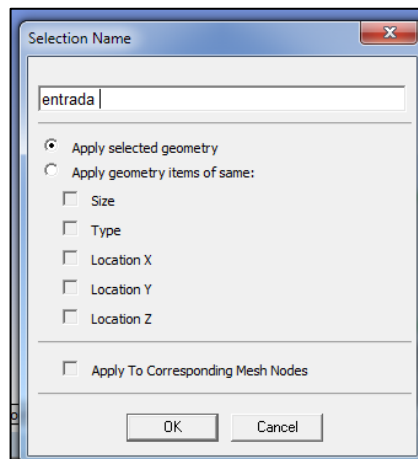 Selection Name
entrada
Apply selected geometry
Apply geometry items of same:
Size
Type
Location X
Location Y
Location Z
Apply To Corresponding Mesh Nodes
OK Cancel